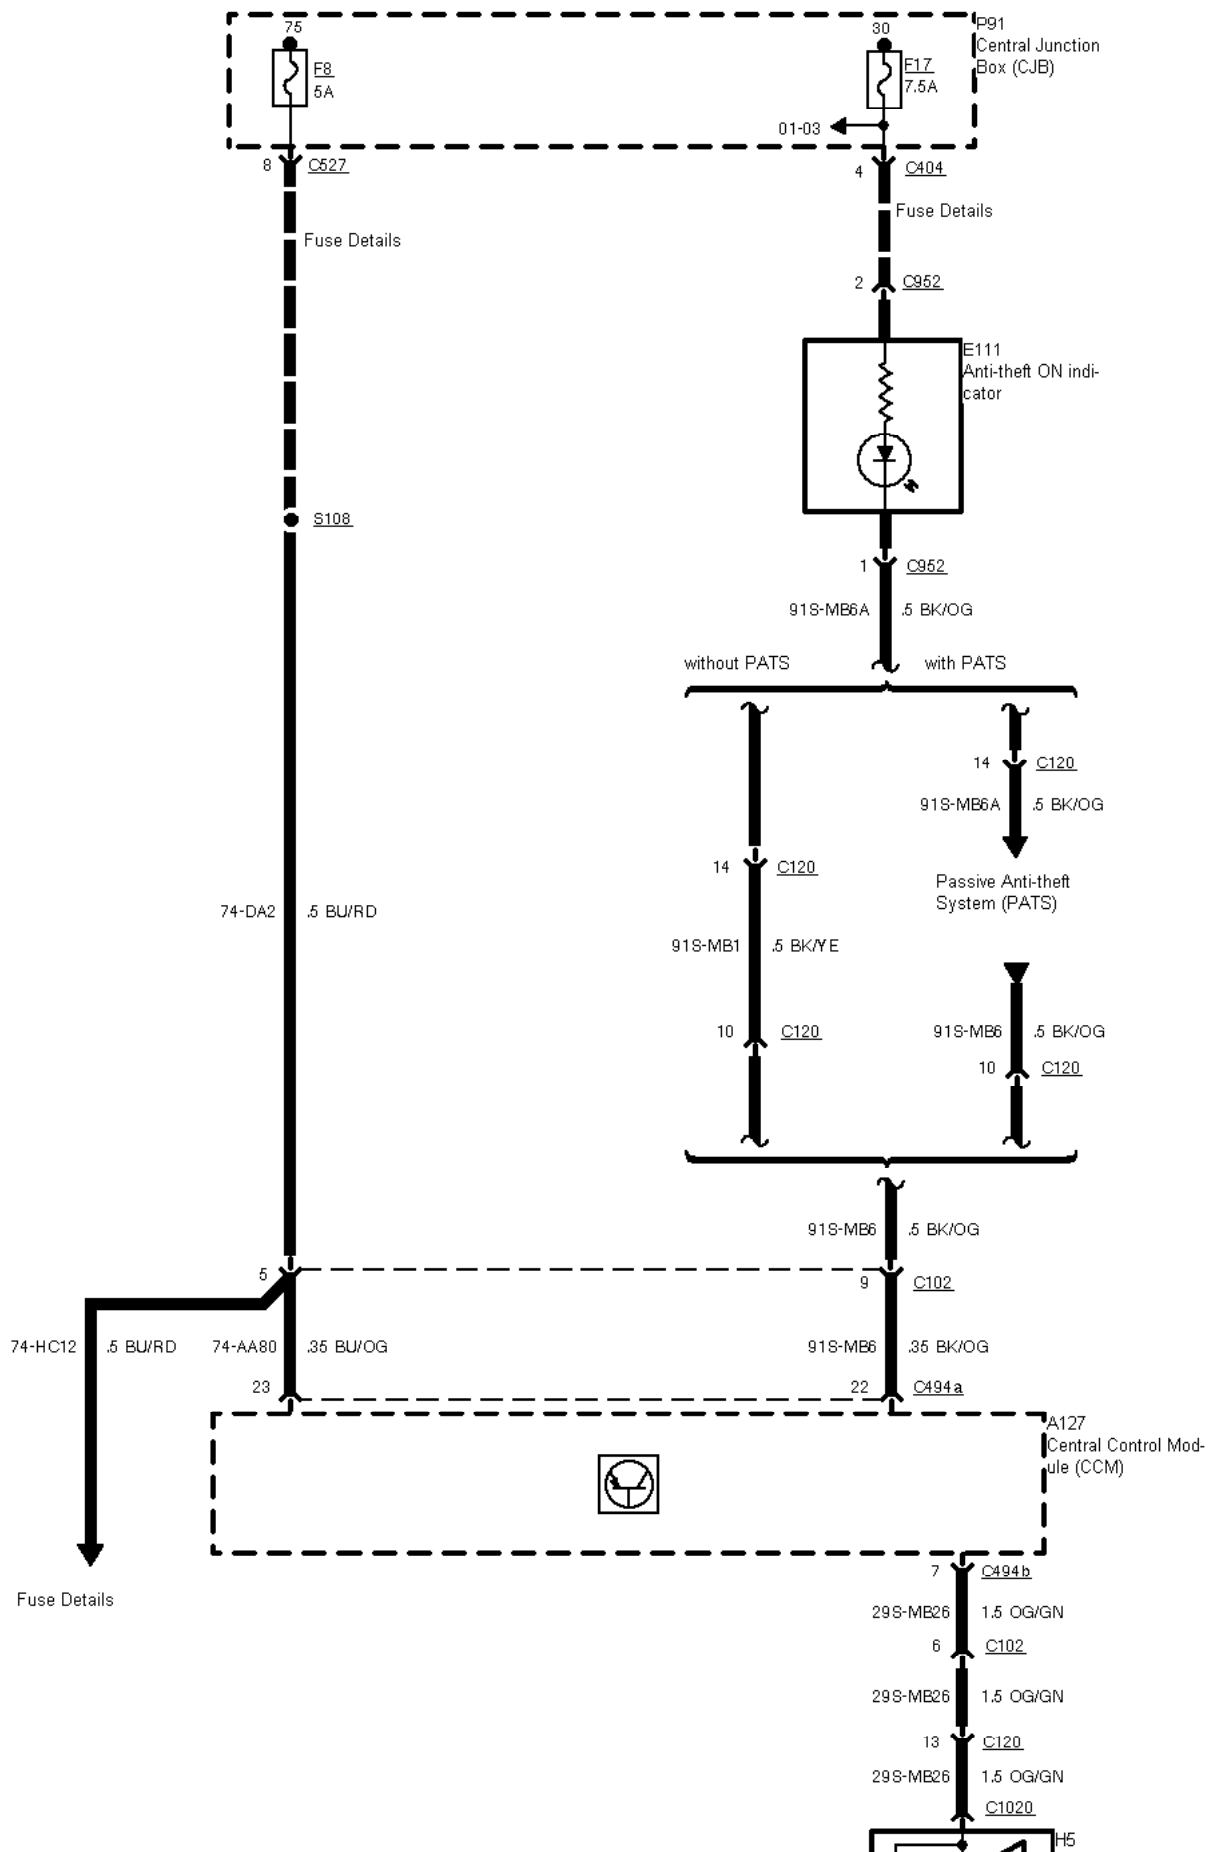 75
30
P91
Central Junction
Box (CJB)
F8
5A
F17
7.5A
01-03
8
C527
4
C404
Fuse Details
Fuse Details
2
C952
E111
Anti-theft ON indi-
cator
S108
1
C952
91S-MB6A
.5 BK/OG
without PATS
with PATS
14
C120
91S-MB6A
.5 BK/OG
14
C120
Passive Anti-theft
System (PATS)
74-DA2
.5 BU/RD
91S-MB1
.5 BK/YE
10
C120
91S-MB6
.5 BK/OG
10
C120
91S-MB6
.5 BK/OG
5
9
C102
74-HC12
.5 BU/RD
74-AA80
.35 BU/OG
91S-MB6
.35 BK/OG
23
22
C494a
A127
Central Control Mod-
ule (CCM)
7
C494b
Fuse Details
29S-MB26
1.5 OG/GN
6
C102
29S-MB26
1.5 OG/GN
13
C120
29S-MB26
1.5 OG/GN
C1020
H5